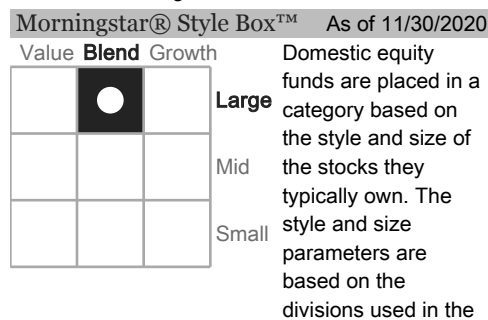 Morningstar® Style Box™ As of 11/30/2020
Value Blend Growth
Large
Mid
Small
Domestic equity
funds are placed in a
category based on
the style and size of
the stocks they
typically own. The
style and size
parameters are
based on the
divisions used in the